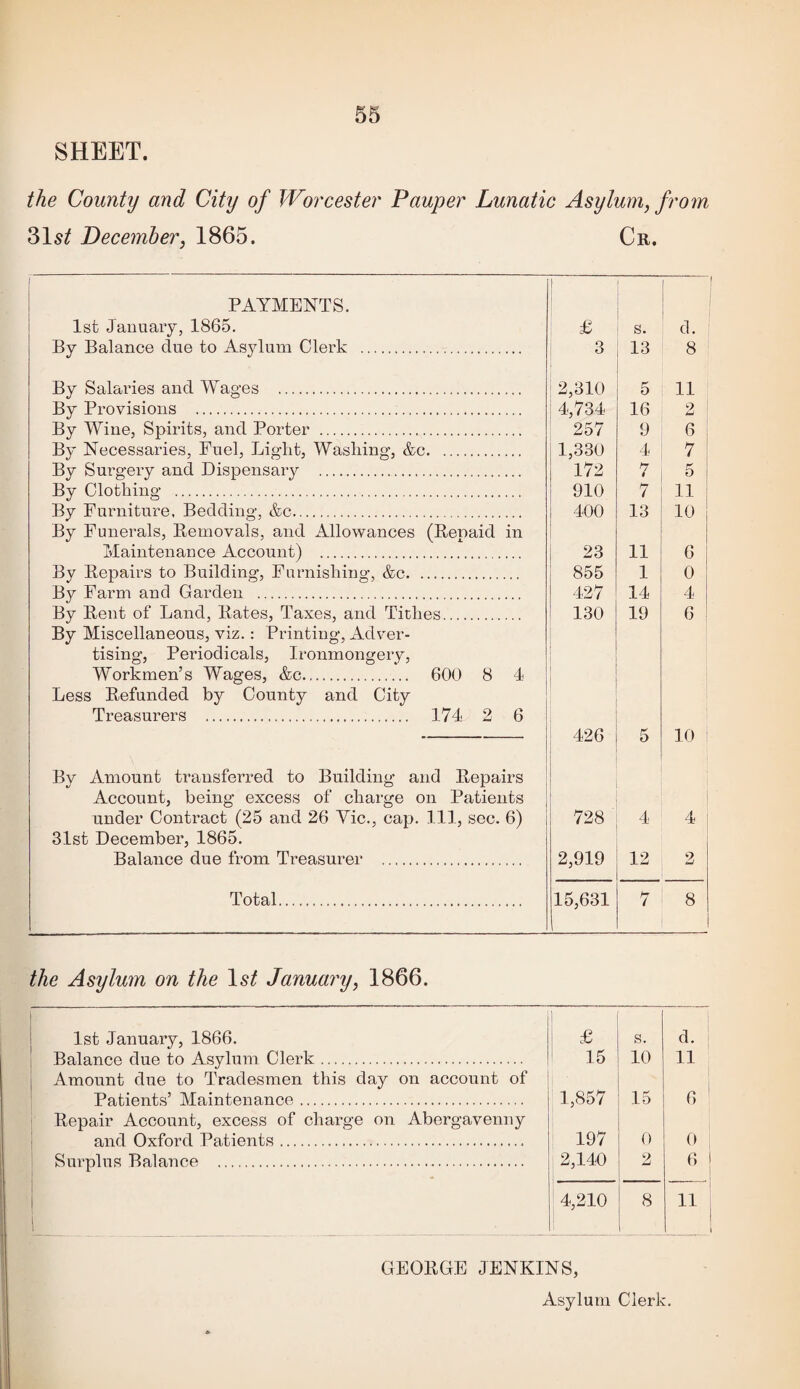 55
SHEET.
the County and City of Worcester Pauper Lunatic Asylum, from
31st December, 1865. Cr.
PAYMENTS.
1st January, 1865. £ s. d.
By Balance due to Asylum Clerk 3 13 8
By Salaries and Wages 2,310 5 11
By Provisions 4,734 16 2
By Wine, Spirits, and Porter 257 9 6
By Necessaries, Fuel, Light, Washing, &c. 1,330 4 7
By Surgery and Dispensary 172 7 5
By Clothing 910 7 11
By Furniture, Bedding, &c. 400 13 10
By Funerals, Removals, and Allowances (Repaid in
Maintenance Account) 23 11 6
By Repairs to Building, Furnishing, &c. 855 1 0
By Farm and Garden 427 14 4
By Rent of Land, Rates, Taxes, and Tithes 130 19 6
By Miscellaneous, viz. : Printing, Adver-
tising, Periodicals, Ironmongery,
Workmen's Wages, &c. 600 8 4
Less Refunded by County and City
Treasurers 174 2 6
426 5 10
By Amount transferred to Building and Repairs
Account, being excess of charge on Patients
under Contract (25 and 26 Vic., cap. 111, sec. 6) 728 4 4
31st December, 1865.
Balance due from Treasurer 2,919 12 2
Total 15,631 7 8
the Asylum on the 1st January, 1866.
1st January, 1866. £ s. d.
Balance due to Asylum Clerk 15 10 11
Amount due to Tradesmen this day on account of
Patients' Maintenance 1,857 15 6
Repair Account, excess of charge on Abergavenny
and Oxford Patients 197 0 0
Surplus Balance 2,140 2 6
4,210 8 11
GEORGE JENKINS,
Asylum Clerk.